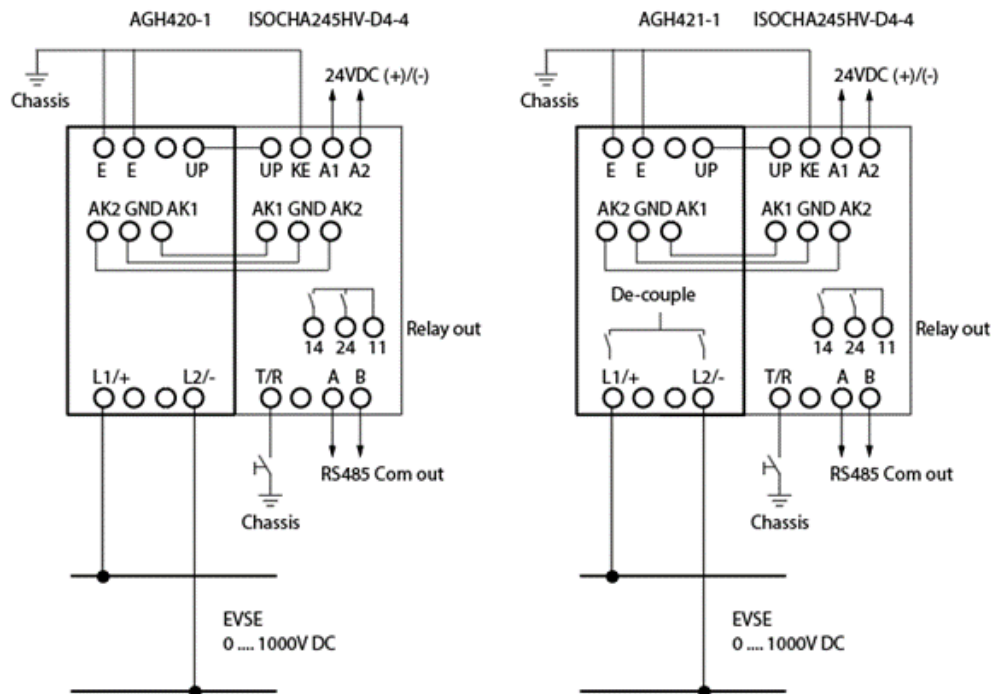 AGH420-1 ISOCHA245HV-D4-4
24VDC (+)/(-)
Chassis
E E UP UP KE A1 A2
AK2 GND AK1 AK1 GND AK2
Relay out
14 24 11
L1/+ L2/- T/R A B
RS485 Com out
Chassis
EVSE
0 .... 1000V DC
AGH421-1 ISOCHA245HV-D4-4
24VDC (+)/(-)
Chassis
E E UP UP KE A1 A2
AK2 GND AK1 AK1 GND AK2
De-couple
Relay out
14 24 11
L1/+ L2/- T/R A B
RS485 Com out
Chassis
EVSE
0 .... 1000V DC